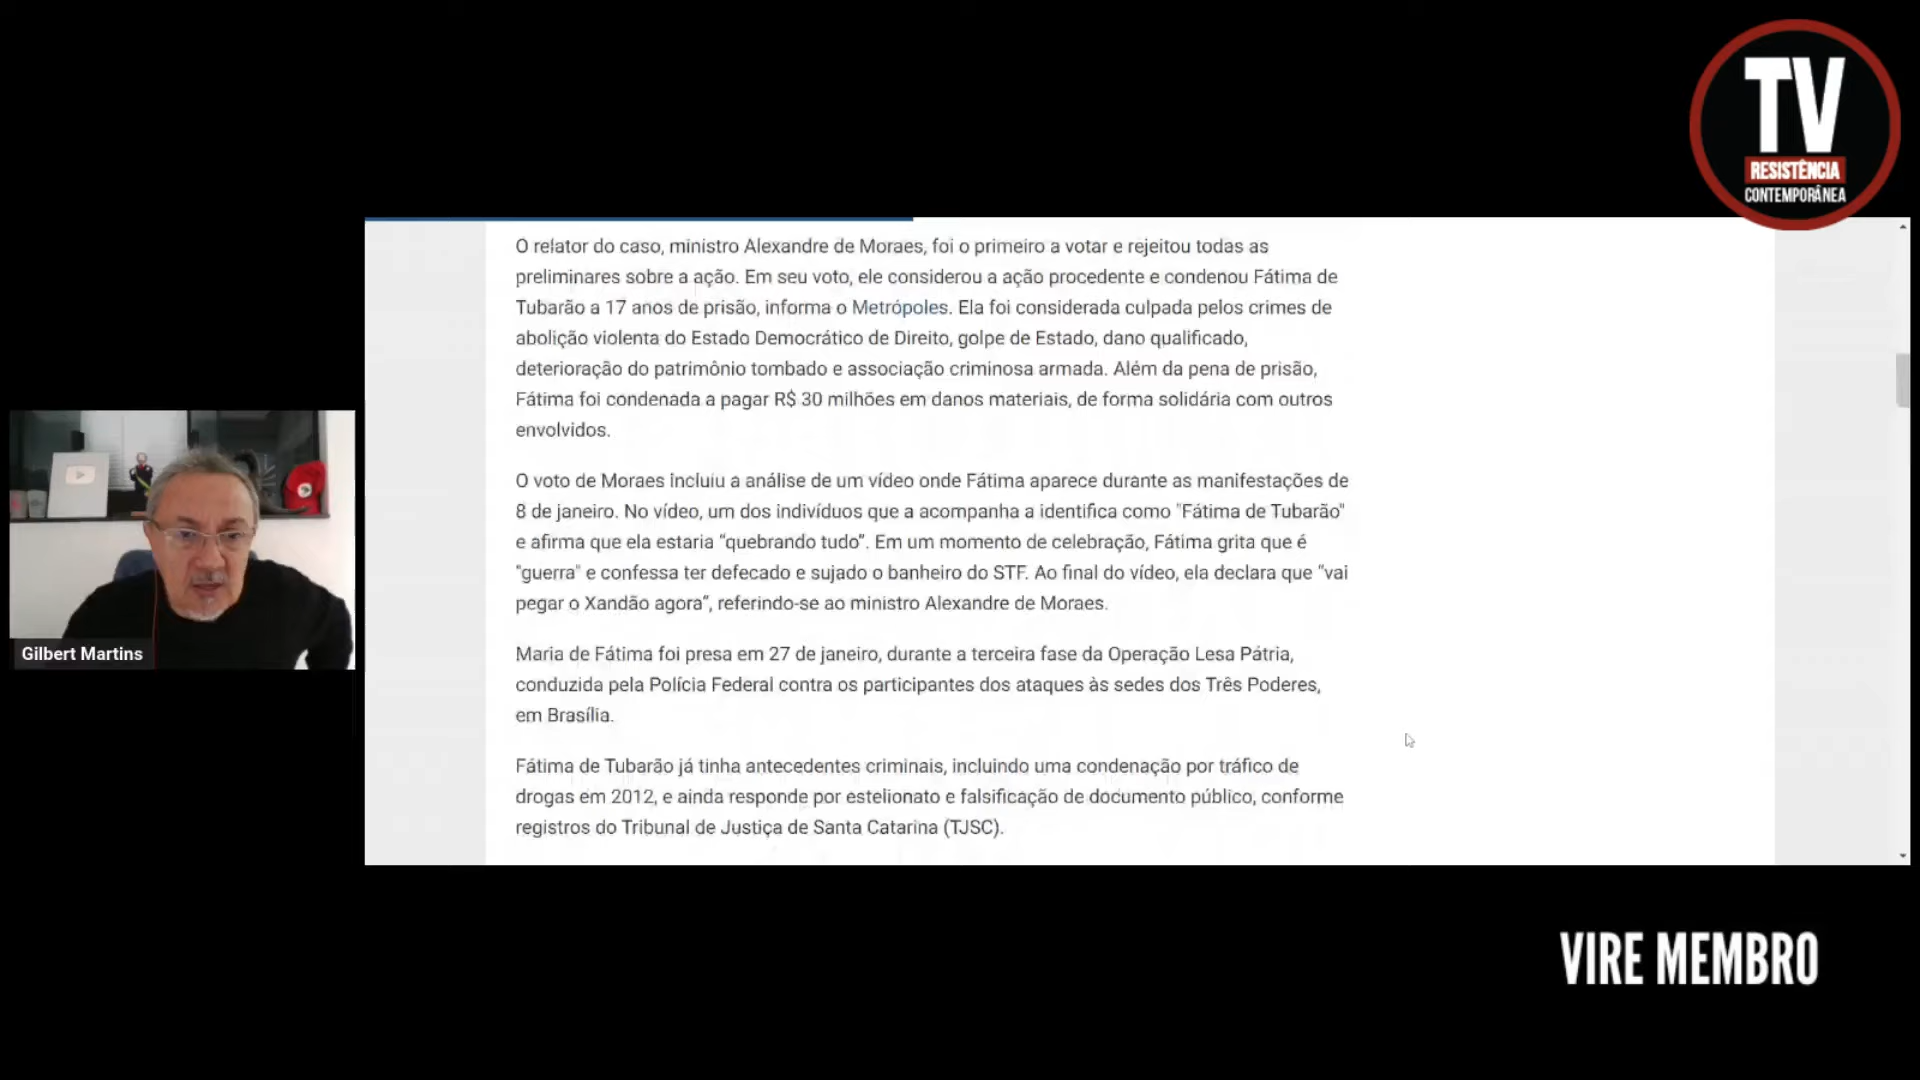 TV
RESISTÊNCIA
CONTEMPORÂNEA
O relator do caso, ministro Alexandre de Moraes, foi o primeiro a votar e rejeitou todas as
preliminares sobre a ação. Em seu voto, ele considerou a ação procedente e condenou Fátima de
Tubarão a 17 anos de prisão, informa o Metrópoles. Ela foi considerada culpada pelos crimes de
abolição violenta do Estado Democrático de Direito, golpe de Estado, dano qualificado,
deterioração do patrimônio tombado e associação criminosa armada. Além da pena de prisão,
Fátima foi condenada a pagar R$ 30 milhões em danos materiais, de forma solidária com outros
envolvidos.
O voto de Moraes incluiu a análise de um vídeo onde Fátima aparece durante as manifestações de
8 de janeiro. No vídeo, um dos indivíduos que a acompanha a identifica como "Fátima de Tubarão"
e afirma que ela estaria “quebrando tudo”. Em um momento de celebração, Fátima grita que é
"guerra" e confessa ter defecado e sujado o banheiro do STF. Ao final do vídeo, ela declara que “vai
pegar o Xandão agora”, referindo-se ao ministro Alexandre de Moraes.
Maria de Fátima foi presa em 27 de janeiro, durante a terceira fase da Operação Lesa Pátria,
conduzida pela Polícia Federal contra os participantes dos ataques às sedes dos Três Poderes,
em Brasília.
Fátima de Tubarão já tinha antecedentes criminais, incluindo uma condenação por tráfico de
drogas em 2012, e ainda responde por estelionato e falsificação de documento público, conforme
registros do Tribunal de Justiça de Santa Catarina (TJSC).
Gilbert Martins
VIRE MEMBRO